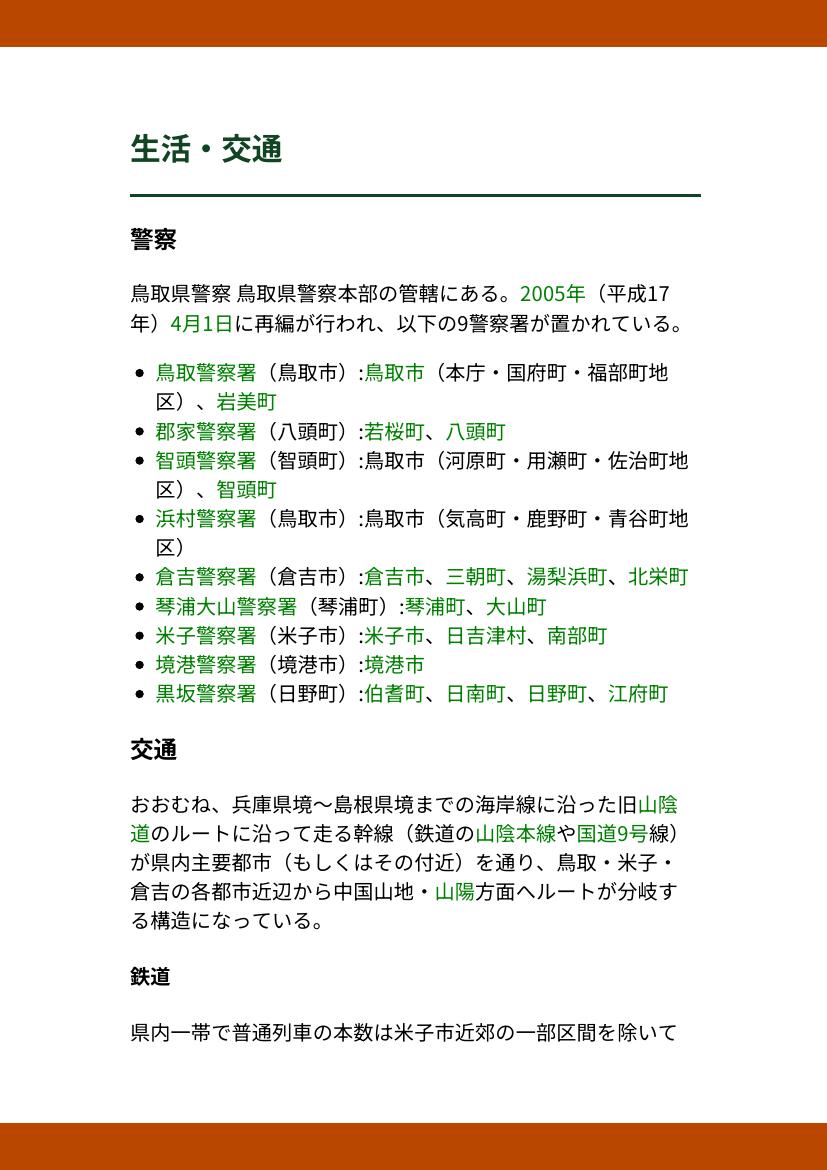 生活・交通
警察
鳥取県警察 鳥取県警察本部の管轄にある。2005年（平成17
年）4月1日に再編が行われ、以下の9警察署が置かれている。
• 鳥取警察署（鳥取市）:鳥取市（本庁・国府町・福部町地
区）、岩美町
• 郡家警察署（八頭町）:若桜町、八頭町
• 智頭警察署（智頭町）:鳥取市（河原町・用瀬町・佐治町地
区）、智頭町
• 浜村警察署（鳥取市）:鳥取市（気高町・鹿野町・青谷町地
区）
• 倉吉警察署（倉吉市）:倉吉市、三朝町、湯梨浜町、北栄町
• 琴浦大山警察署（琴浦町）:琴浦町、大山町
• 米子警察署（米子市）:米子市、日吉津村、南部町
• 境港警察署（境港市）:境港市
• 黒坂警察署（日野町）:伯耆町、日南町、日野町、江府町
交通
おおむね、兵庫県境〜島根県境までの海岸線に沿った旧山陰
道のルートに沿って走る幹線（鉄道の山陰本線や国道9号線）
が県内主要都市（もしくはその付近）を通り、鳥取・米子・
倉吉の各都市近辺から中国山地・山陽方面へルートが分岐す
る構造になっている。
鉄道
県内一帯で普通列車の本数は米子市近郊の一部区間を除いて